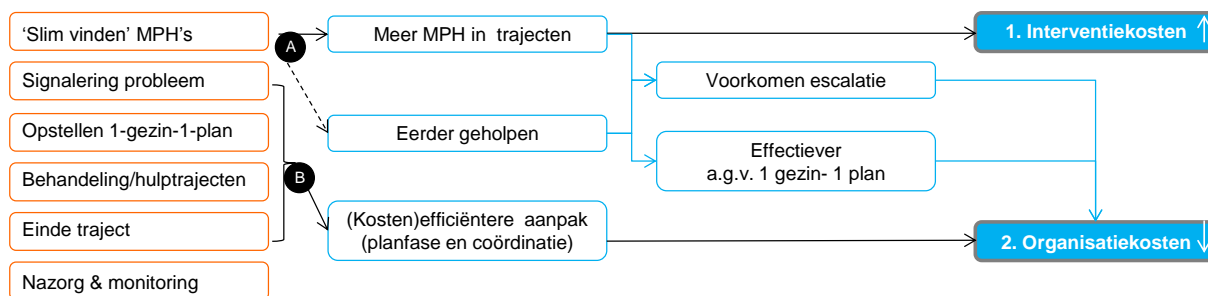 ‘Slim vinden’ MPH’s
Signalering probleem
Opstellen 1-gezin-1-plan
Behandeling/hulptrajecten
Einde traject
Nazorg & monitoring
A
B
Meer MPH in trajecten
Eerder geholpen
(Kosten)efficiëntere aanpak
(planfase en coördinatie)
Voorkomen escalatie
Effectiever
a.g.v. 1 gezin- 1 plan
1. Interventiekosten
2. Organisatiekosten